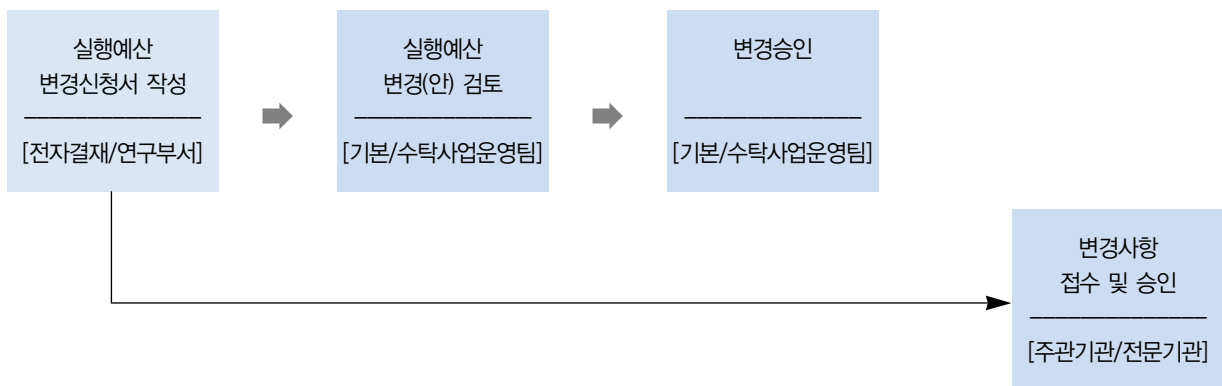 실행예산
변경신청서 작성
[전자결재/연구부서]
실행예산
변경(안) 검토
[기본/수탁사업운영팀]
변경승인
[기본/수탁사업운영팀]
변경사항
접수 및 승인
[주관기관/전문기관]